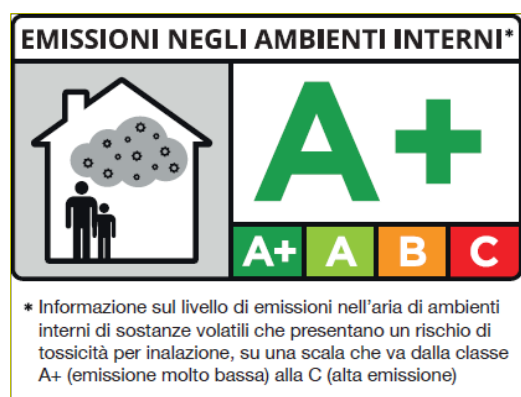 EMISSIONI NEGLI AMBIENTI INTERNI*
A+
A+ A B C
* Informazione sul livello di emissioni nell'aria di ambienti
interni di sostanze volatili che presentano un rischio di
tossicità per inalazione, su una scala che va dalla classe
A+ (emissione molto bassa) alla C (alta emissione)